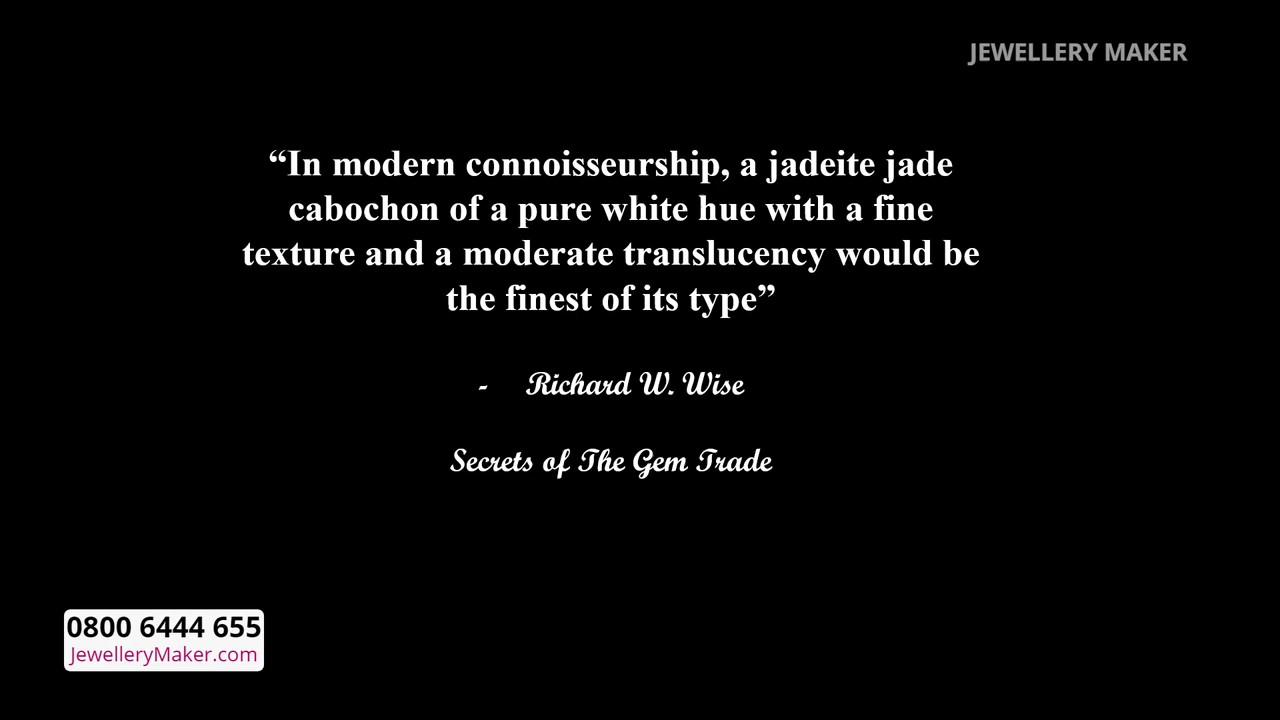 JEWELLERY MAKER
“In modern connoisseurship, a jadeite jade
cabochon of a pure white hue with a fine
texture and a moderate translucency would be
the finest of its type”
- Richard W. Wise
Secrets of The Gem Trade
0800 6444 655
JewelleryMaker.com